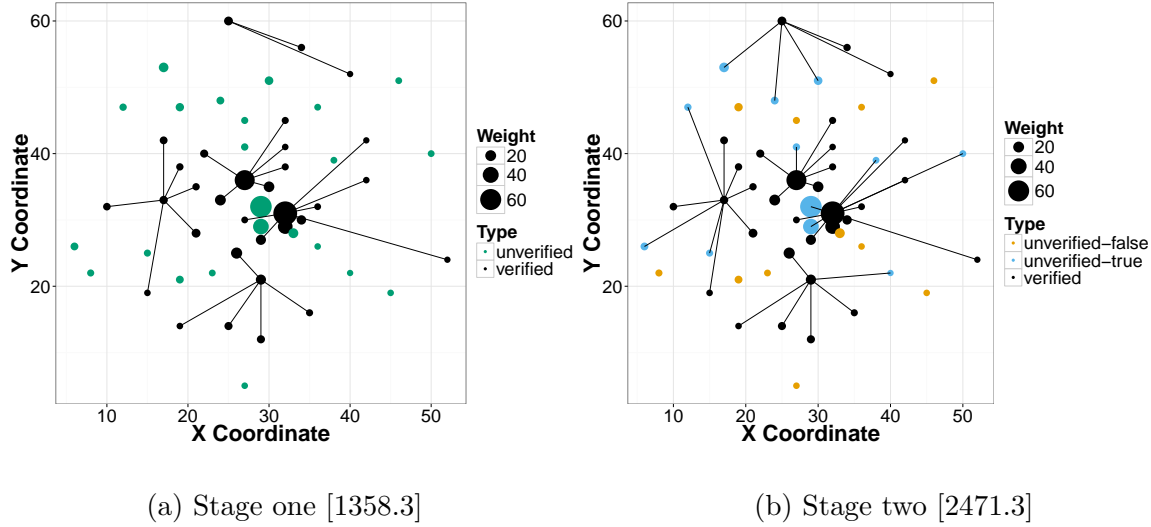 60
40
20
10 20 30 40 50
X Coordinate
Y Coordinate
Weight
20
40
60
Type
unverified
verified
(a) Stage one [1358.3]
60
40
20
10 20 30 40 50
X Coordinate
Y Coordinate
Weight
20
40
60
Type
unverified−false
unverified−true
verified
(b) Stage two [2471.3]